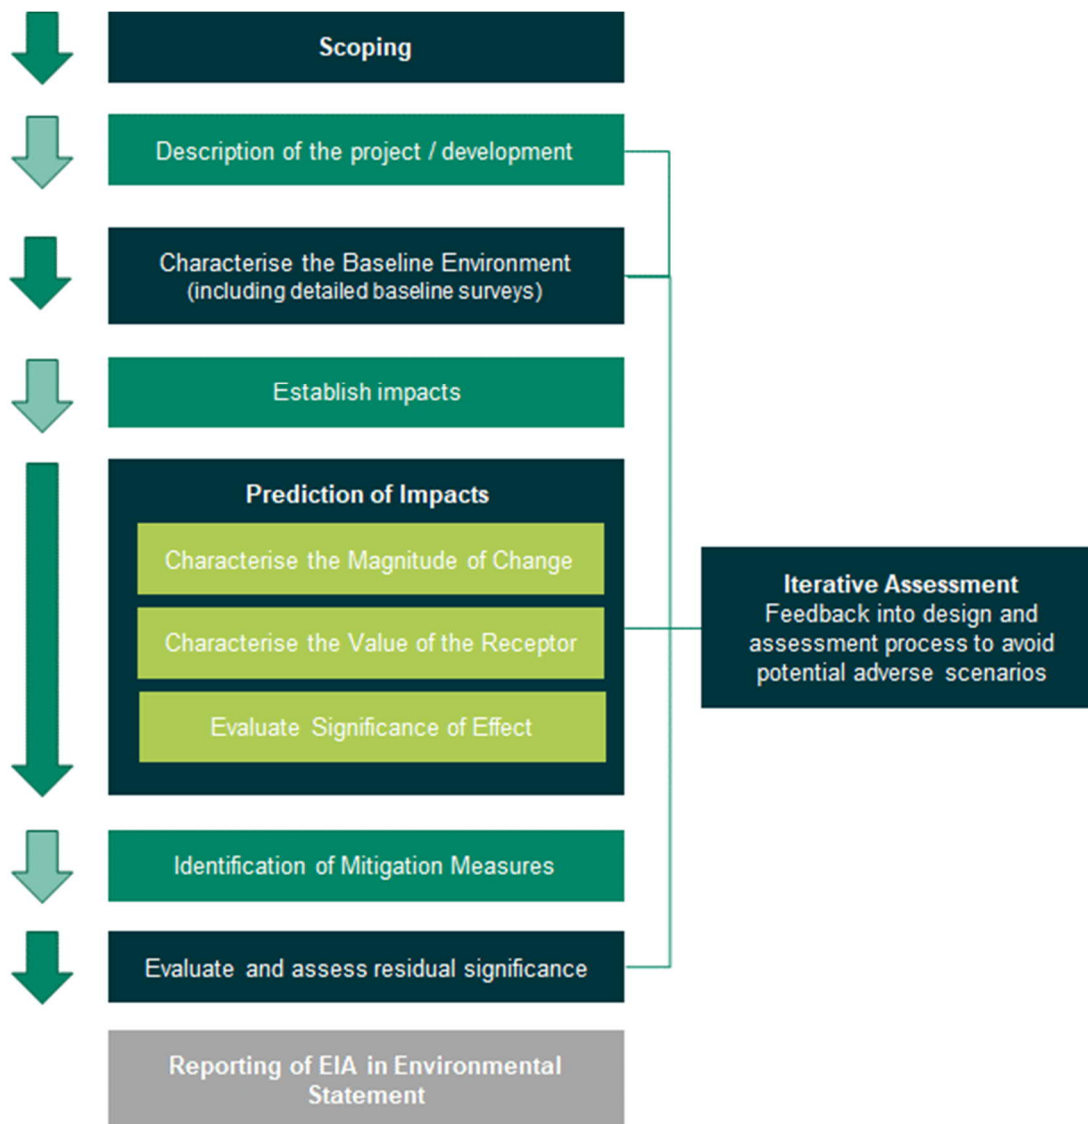 Scoping
Description of the project / development
Characterise the Baseline Environment
(including detailed baseline surveys)
Establish impacts
Prediction of Impacts
Characterise the Magnitude of Change
Characterise the Value of the Receptor
Evaluate Significance of Effect
Iterative Assessment
Feedback into design and
assessment process to avoid
potential adverse scenarios
Identification of Mitigation Measures
Evaluate and assess residual significance
Reporting of EIA in Environmental
Statement